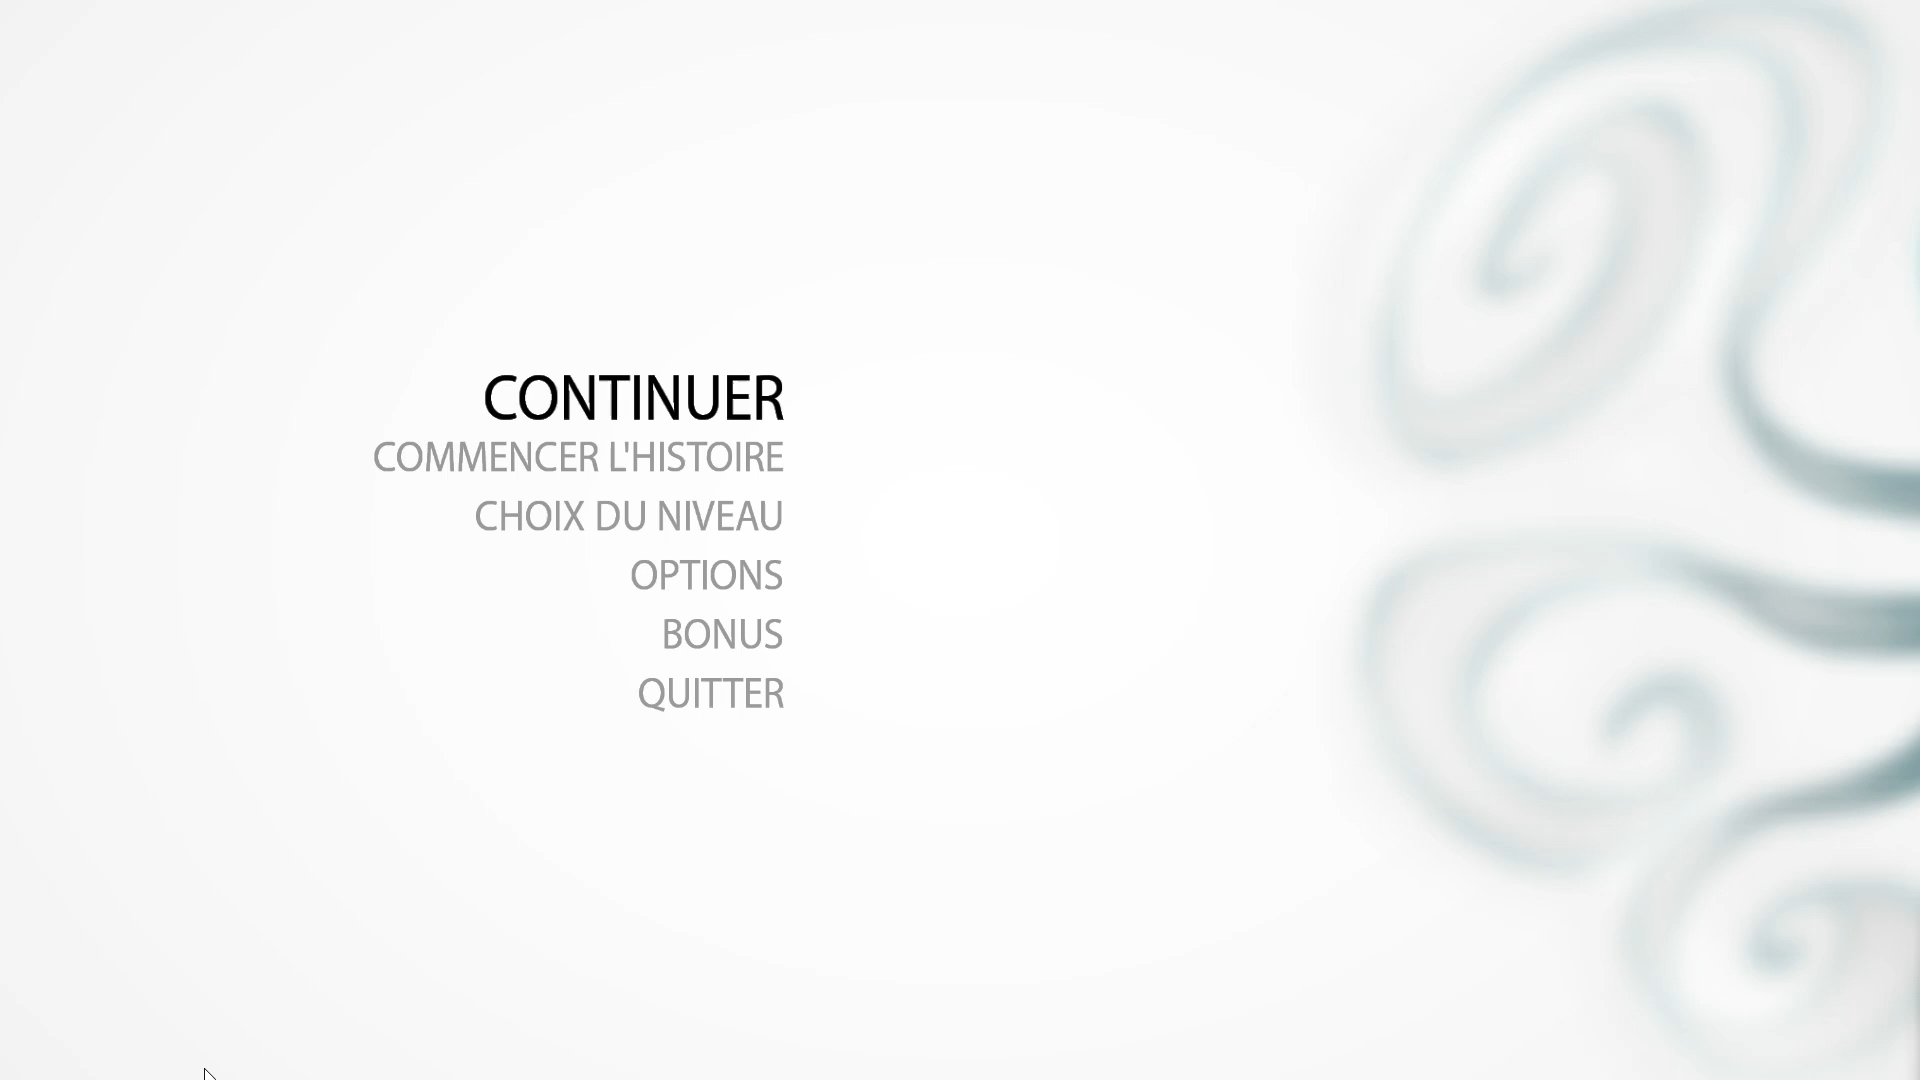 CONTINUER
COMMENCER L'HISTOIRE
CHOIX DU NIVEAU
OPTIONS
BONUS
QUITTER